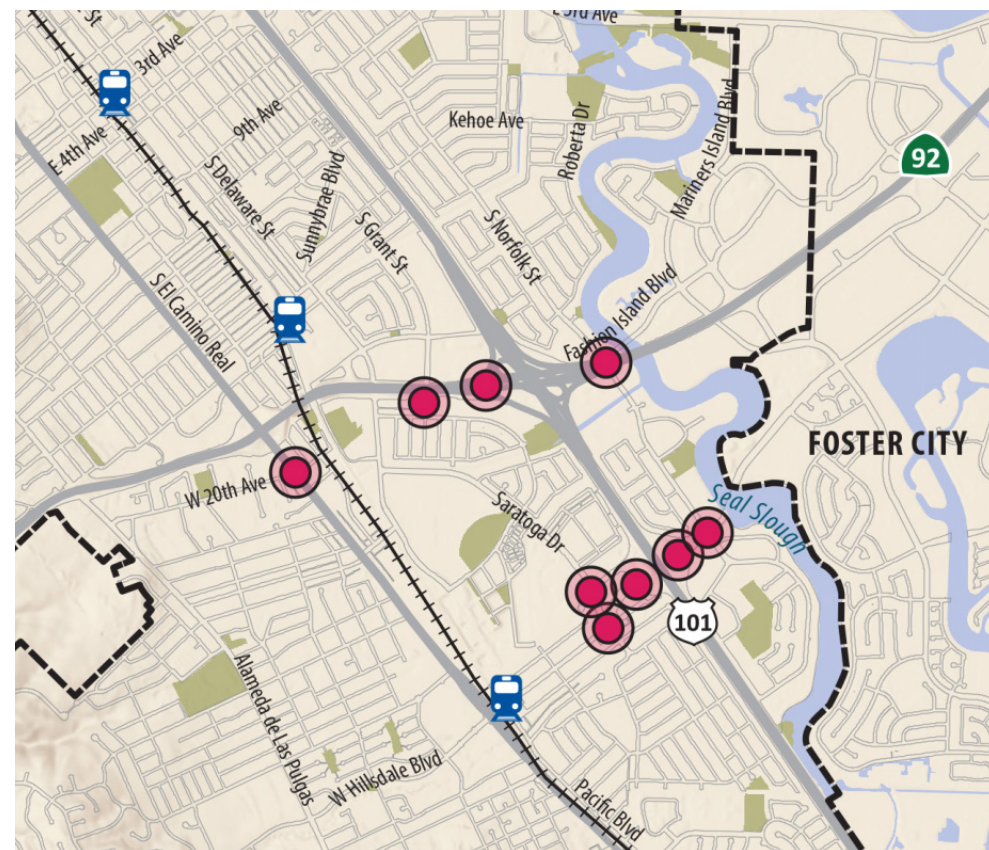 E 3rd Ave
St
3rd Ave
Kehoe Ave
Roberta Dr
Mariners Island Blvd
92
9th Ave
E 4th Ave
S Delaware St
Sunnybrae Blvd
S Grant St
S Norfolk St
S El Camino Real
Fashion Island Blvd
FOSTER CITY
W 20th Ave
Saratoga Dr
Seal Slough
101
Alameda de Las Pulgas
W Hillsdale Blvd
Pacific Blvd